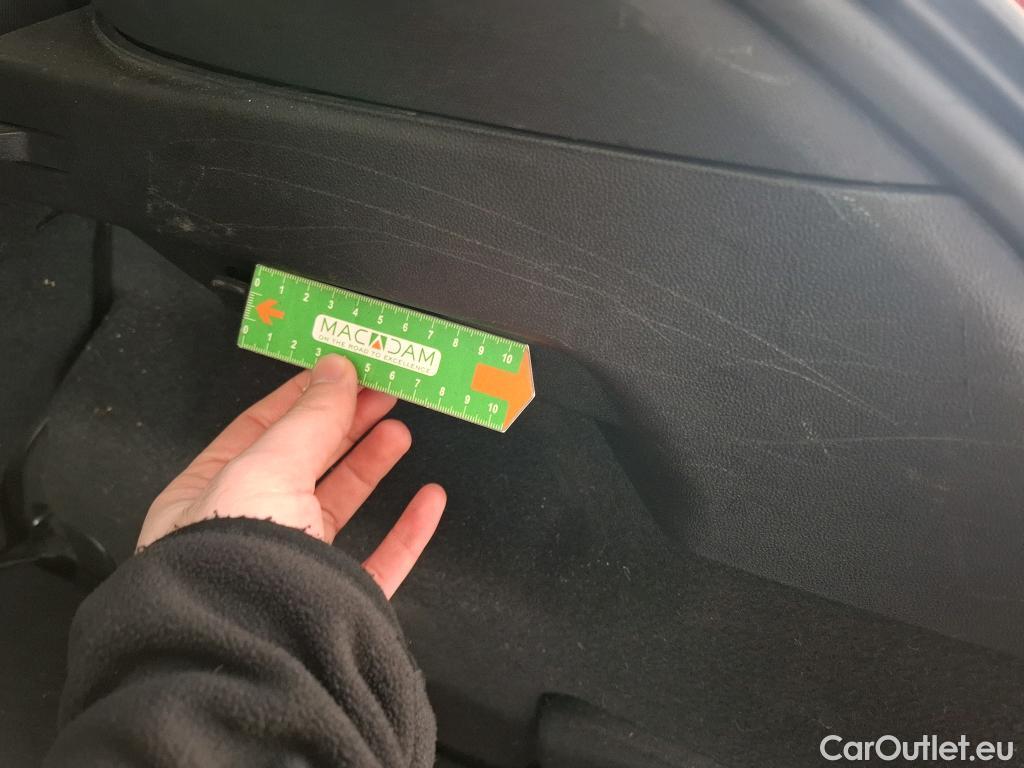 0 1 2 3 4 5 6 7 8 9 10
MACADAM
ON THE ROAD TO EXCELLENCE
0 1 2 3 5 6 7 8 9 10
CarOutlet.eu